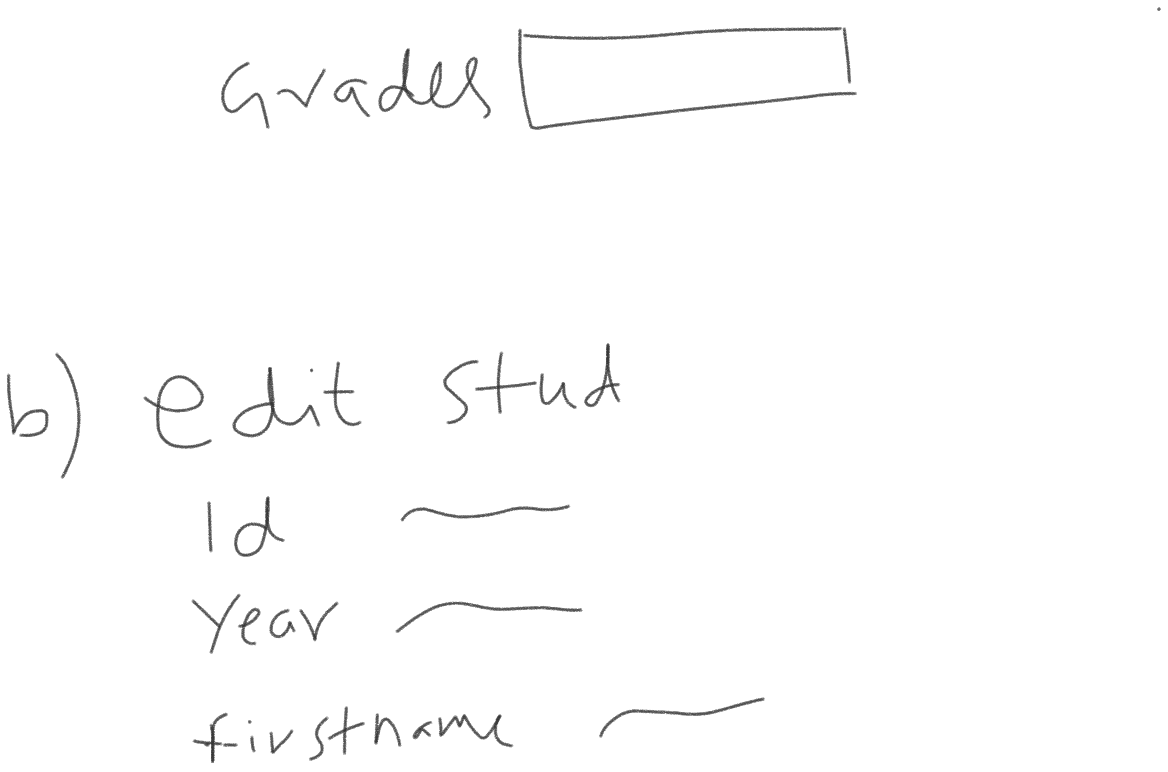 Grades
b) edit stud
Id
Year
firstname